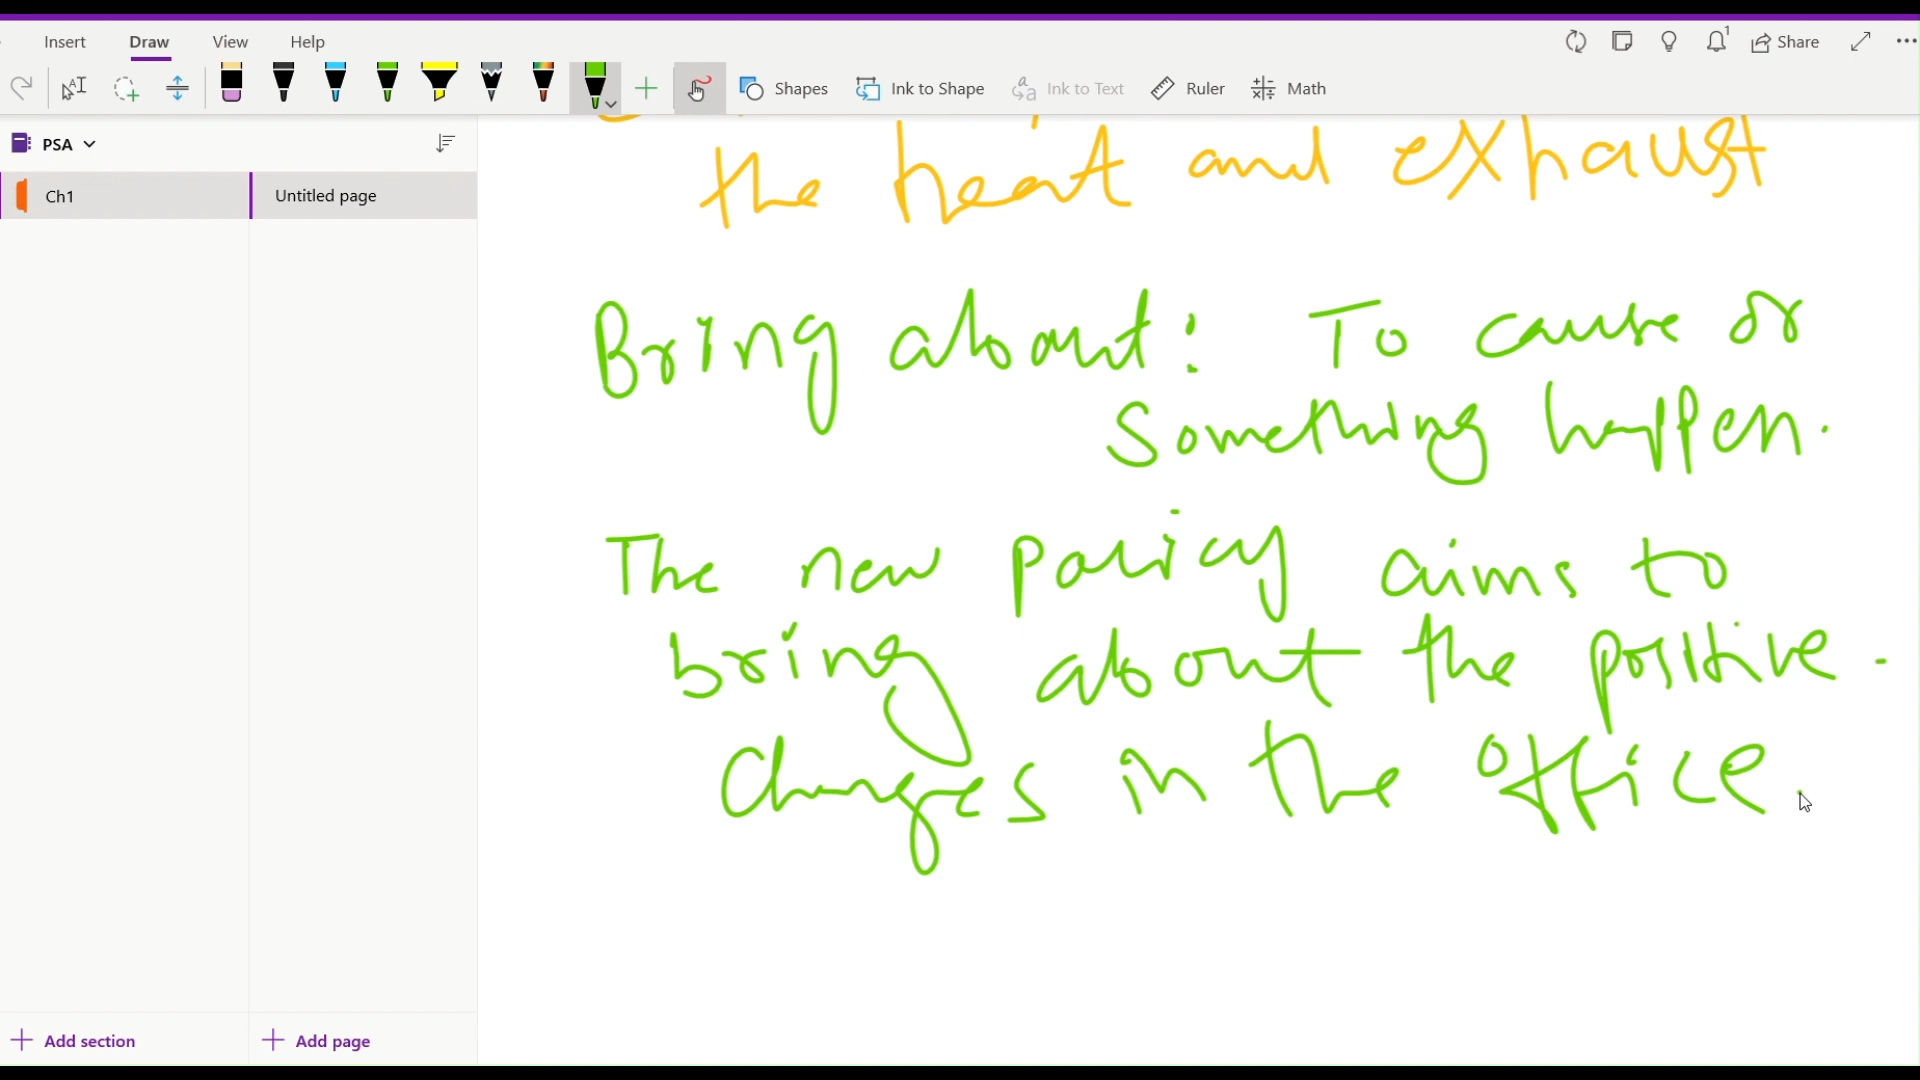 Insert Draw View Help
Share
Shapes Ink to Shape Ink to Text Ruler Math
PSA
Ch1
Untitled page
the heat and exhaust
Bring about: To cause or
something happen.
The new policy aims to
bring about the positive
changes in the office.
Add section
Add page